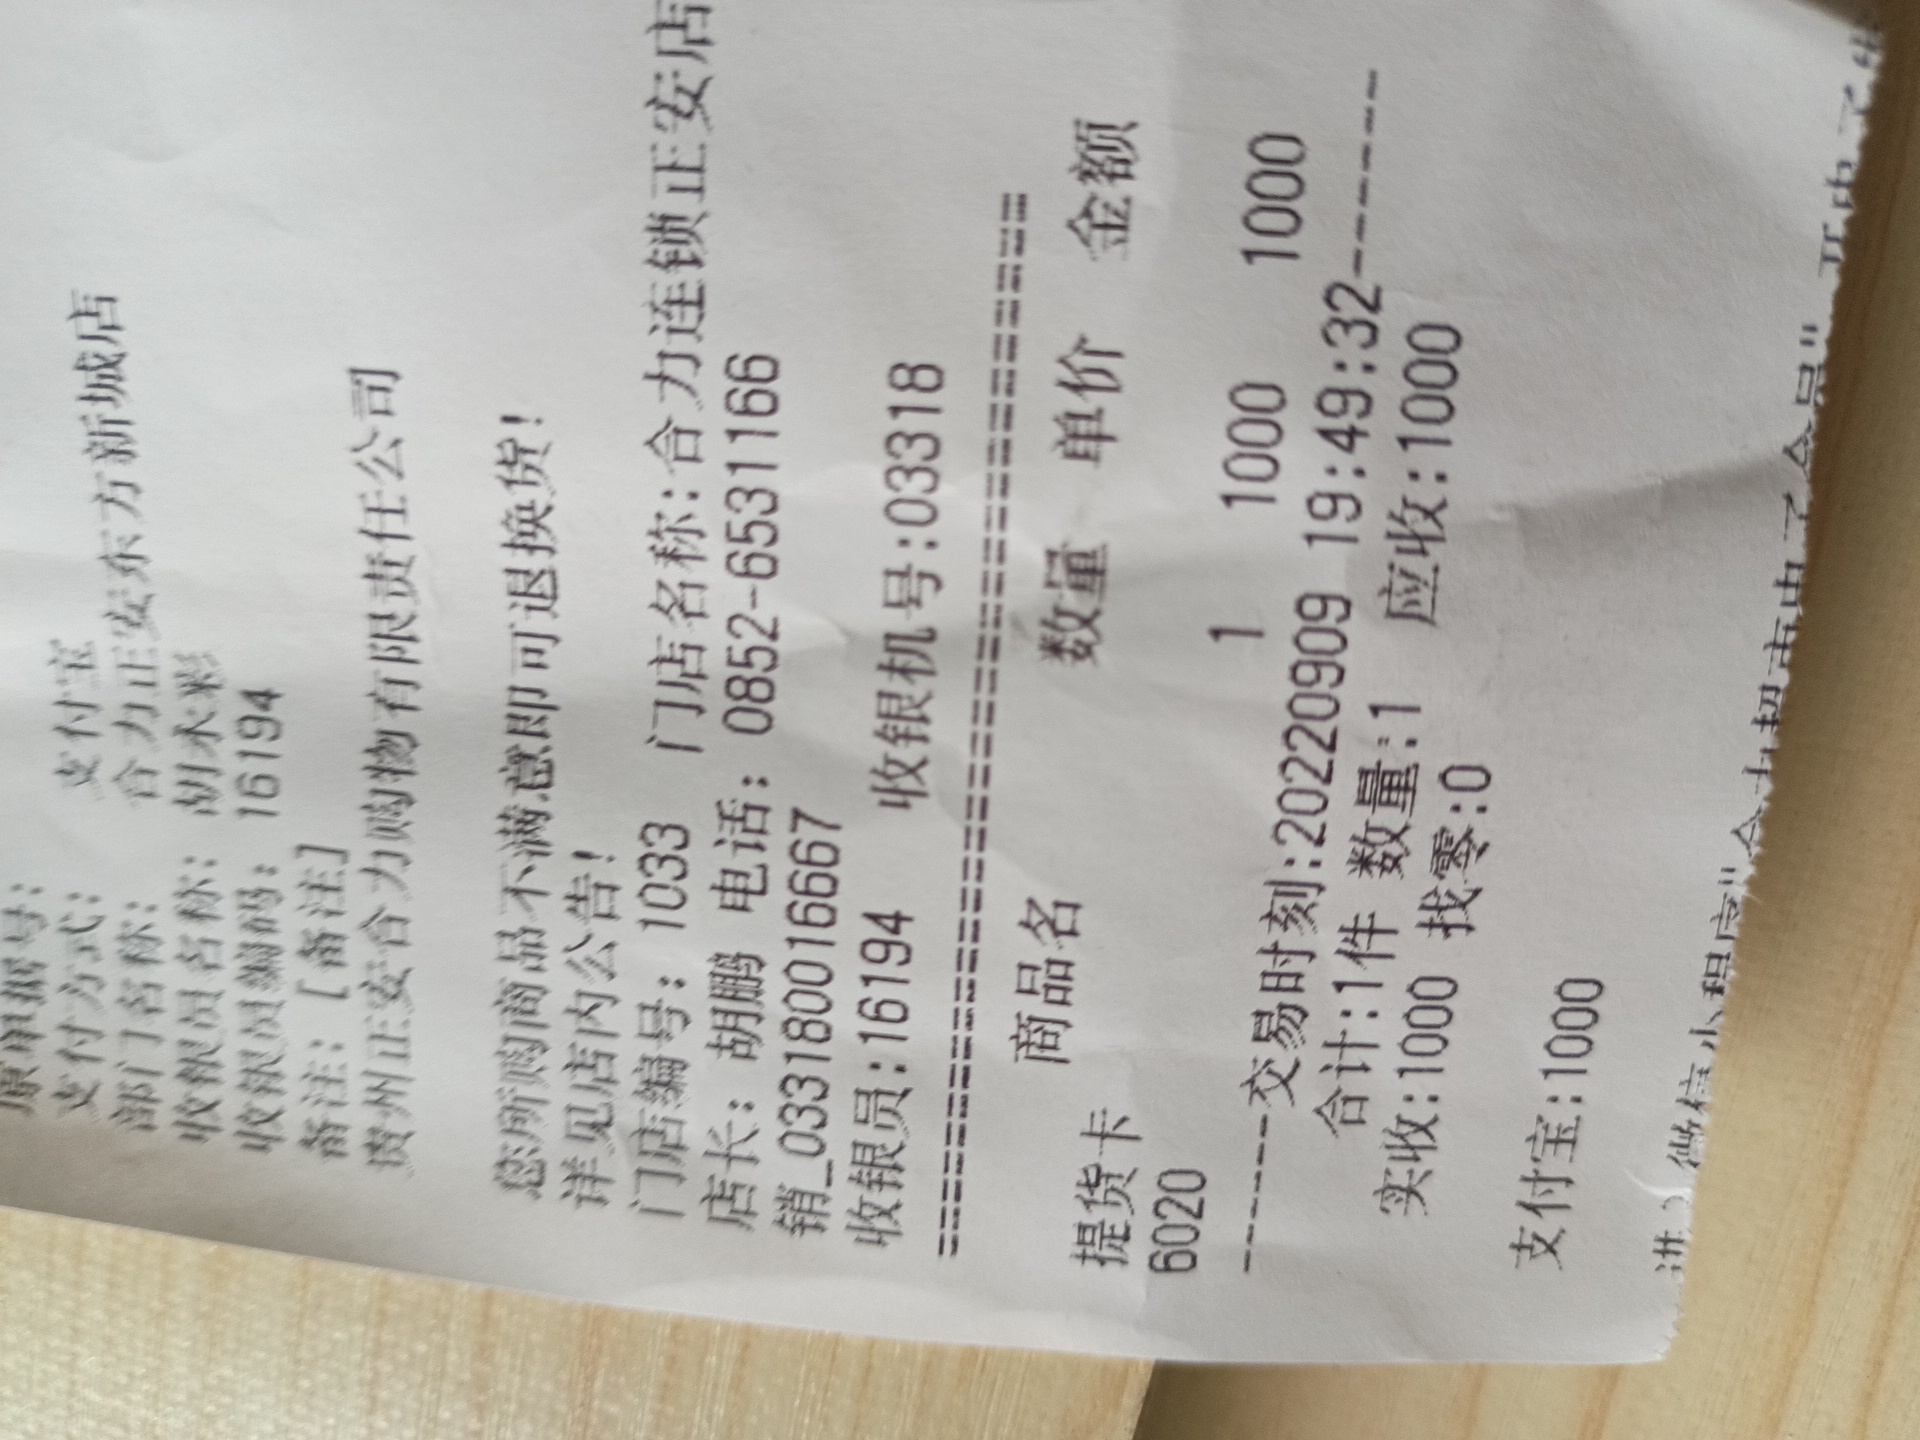 原单据号:
支付方式: 支付宝
部门名称: 合力正安东方新城店
收银员名称: 胡永彩
收银员编码: 16194
备注: [备注]
贵州正安合力购物有限责任公司
您所购商品不满意即可退换货!
详见店内公告!
门店编号: 1033 门店名称:合力连锁正安店
店长: 胡鹏 电话: 0852-6531166
销_033180016667
收银员:16194 收银机号:03318
商品名 数量 单价 金额
提货卡
6020 1 1000 1000
------交易时刻:20220909 19:49:32---------
合计:1件 数量:1 应收:1000
实收:1000 找零:0
支付宝:1000